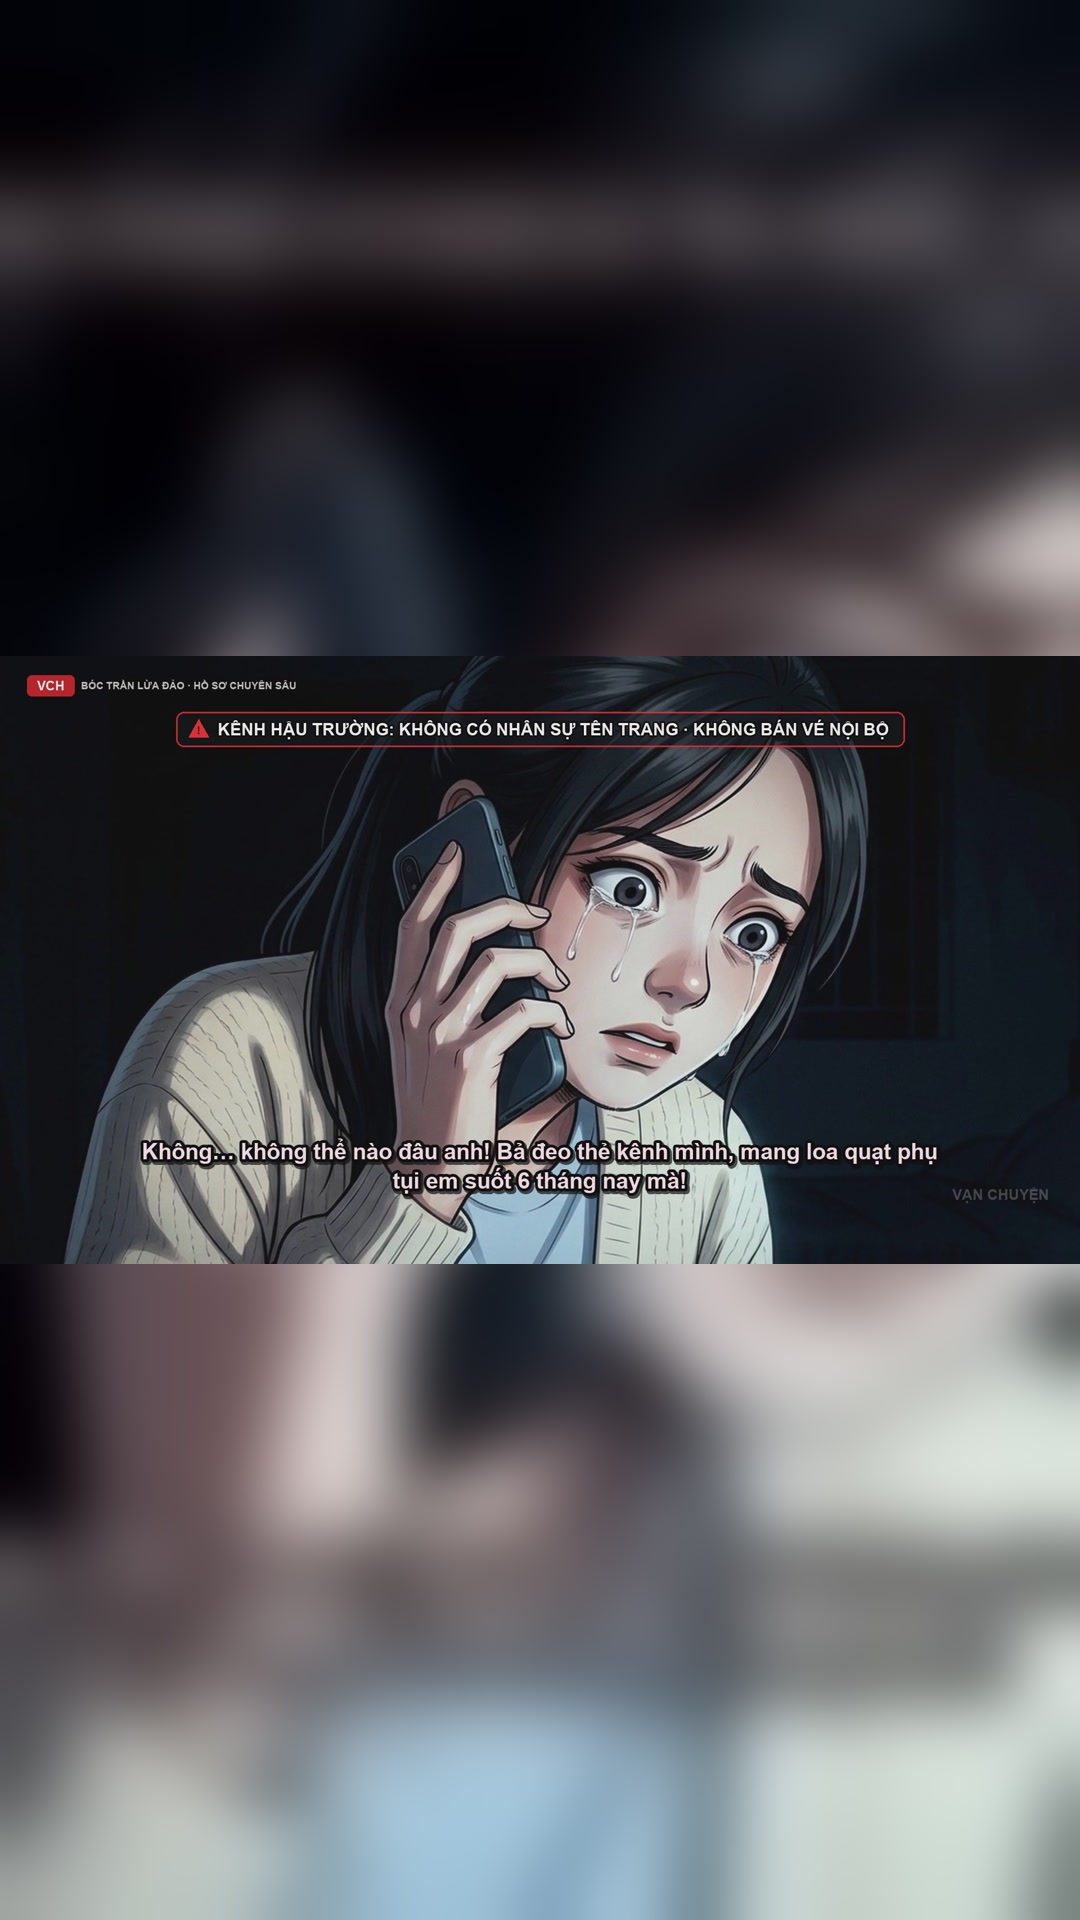 VCH BÓC TRẦN LỪA ĐẢO · HỒ SƠ CHUYÊN SÂU
KÊNH HẬU TRƯỜNG: KHÔNG CÓ NHÂN SỰ TÊN TRANG · KHÔNG BÁN VÉ NỘI BỘ
Không... không thể nào đâu anh! Bả đeo thẻ kênh mình, mang loa quạt phụ
tụi em suốt 6 tháng nay mà!
VẠN CHUYỆN